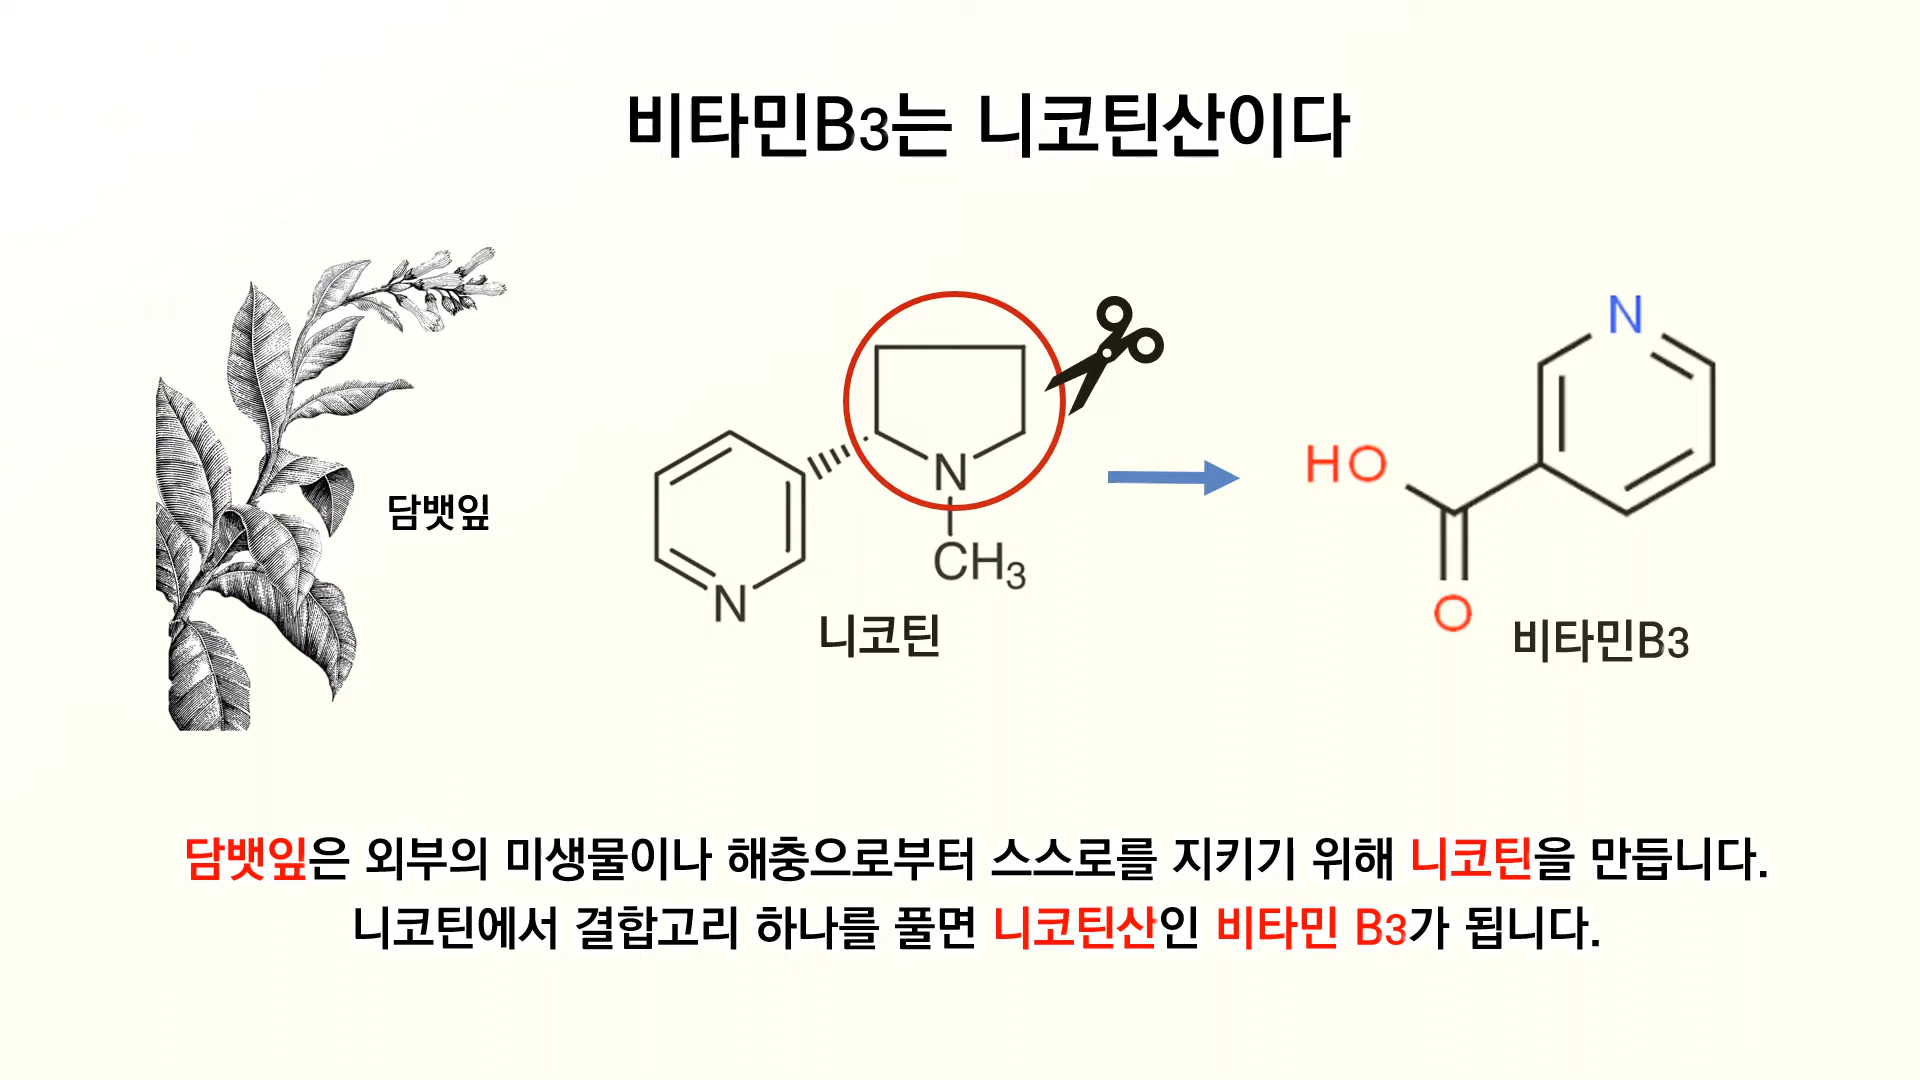 비타민B3는 니코틴산이다
담뱃잎
N
CH3
N
니코틴
N
HO
O
비타민B3
담뱃잎은 외부의 미생물이나 해충으로부터 스스로를 지키기 위해 니코틴을 만듭니다.
니코틴에서 결합고리 하나를 풀면 니코틴산인 비타민 B3가 됩니다.